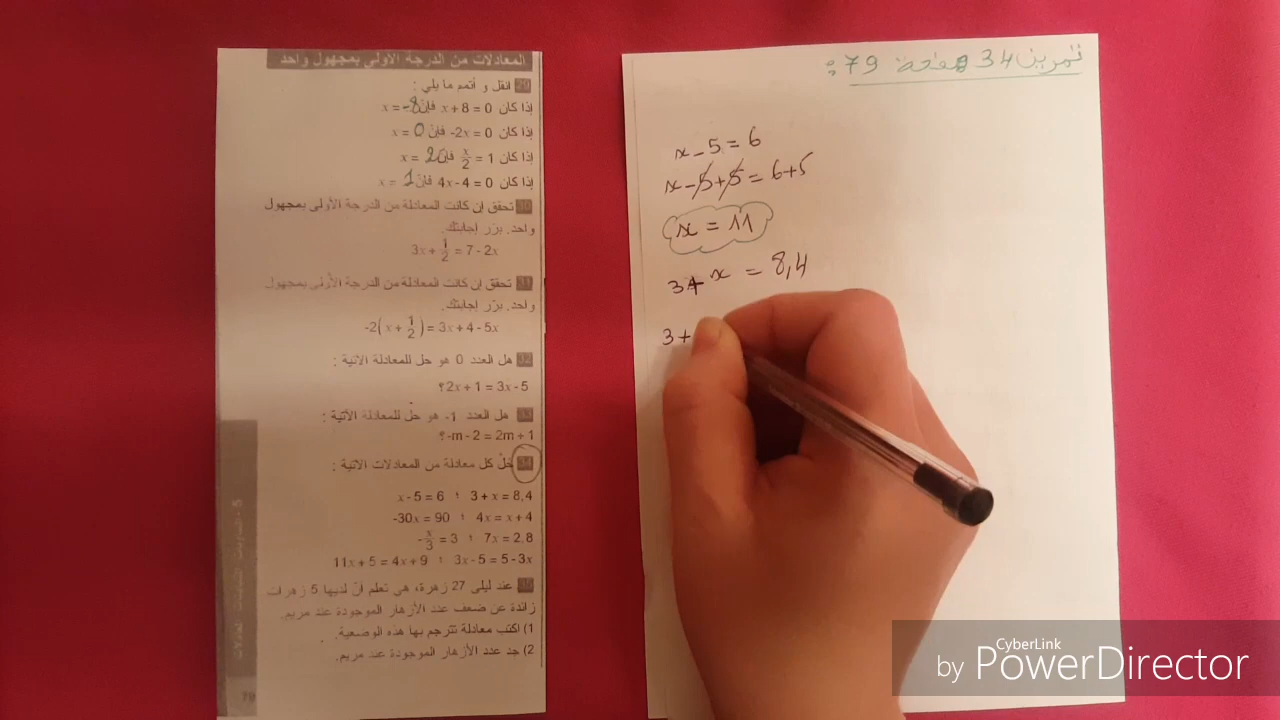 المعادلات من الدرجة الأولى بمجهول واحد
29 انقل و أتمم ما يلي :
إذا كان x + 8 = 0 فإن x = -8
إذا كان -2x = 0 فإن x = 0
إذا كان x/2 = 1 فإن x = 2
إذا كان 4x - 4 = 0 فإن x = 1
30 تحقق إن كانت المعادلة من الدرجة الأولى بمجهول
واحد. برّر إجابتك.
3x + 1/2 = 7 - 2x
31 تحقق إن كانت المعادلة من الدرجة الأولى بمجهول
واحد. برّر إجابتك.
-2(x + 1/2) = 3x + 4 - 5x
32 هل العدد 0 هو حل للمعادلة الآتية :
2x + 1 = 3x - 5؟
33 هل العدد -1 هو حلّ للمعادلة الآتية :
-m - 2 = 2m + 1؟
34 حلّ كل معادلة من المعادلات الآتية :
3 + x = 8,4 ؛ x - 5 = 6
4x = x + 4 ؛ -30x = 90
7x = 2,8 ؛ -x/3 = 3
3x - 5 = 5 - 3x ؛ 11x + 5 = 4x + 9
35 عند ليلى 27 زهرة، هي تعلم أنّ لديها 5 زهرات
زائدة عن ضعف عدد الأزهار الموجودة عند مريم.
1) اكتب معادلة تترجم بها هذه الوضعية.
2) جد عدد الأزهار الموجودة عند مريم.
79
تمرين 34 صفحة 79:
x - 5 = 6
x - 5 + 5 = 6 + 5
x = 11
3 + x = 8,4
3 +
CyberLink
by PowerDirector